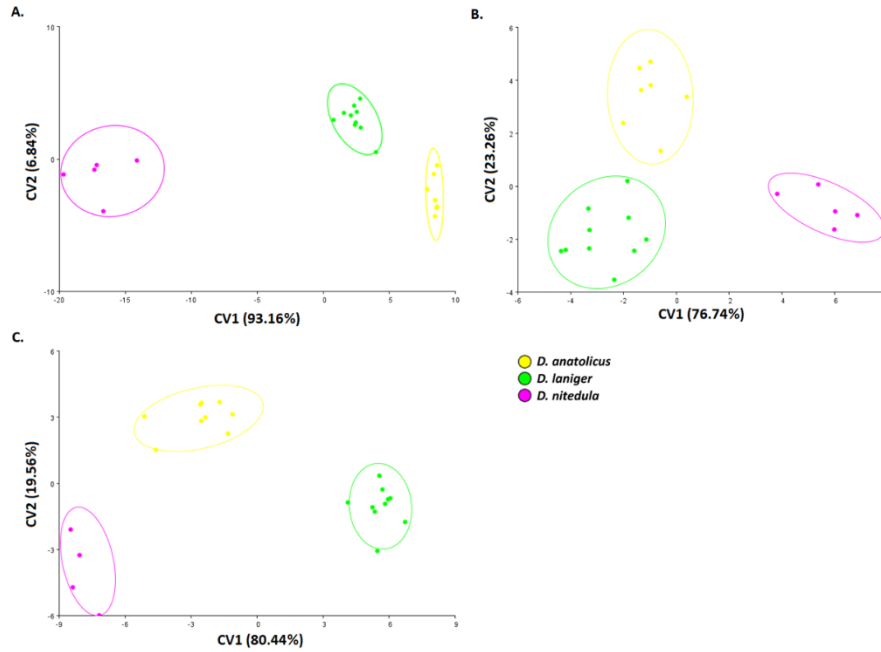 A.
10
0
-10
-20
-15
-10
-5
0
5
10
CV2 (6.84%)
CV1 (93.16%)
B.
6
4
2
0
-2
-4
-6
-4
-2
0
2
4
6
CV2 (23.26%)
CV1 (76.74%)
C.
6
3
0
-3
-6
-9
-6
-3
0
3
6
9
CV2 (19.56%)
CV1 (80.44%)
D. anatolicus
D. laniger
D. nitedula